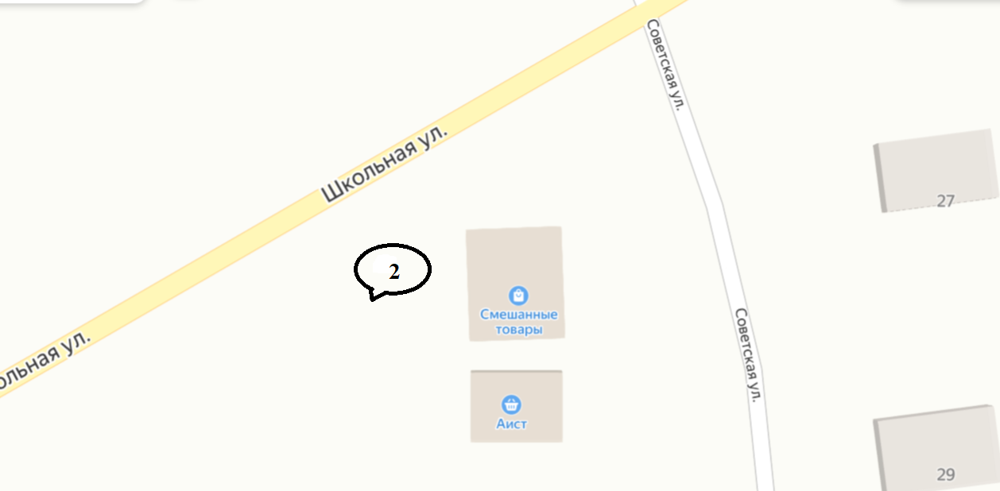 Советская ул.
Школьная ул.
27
2
Смешанные
товары
ольная ул.
Советская ул.
Аист
29